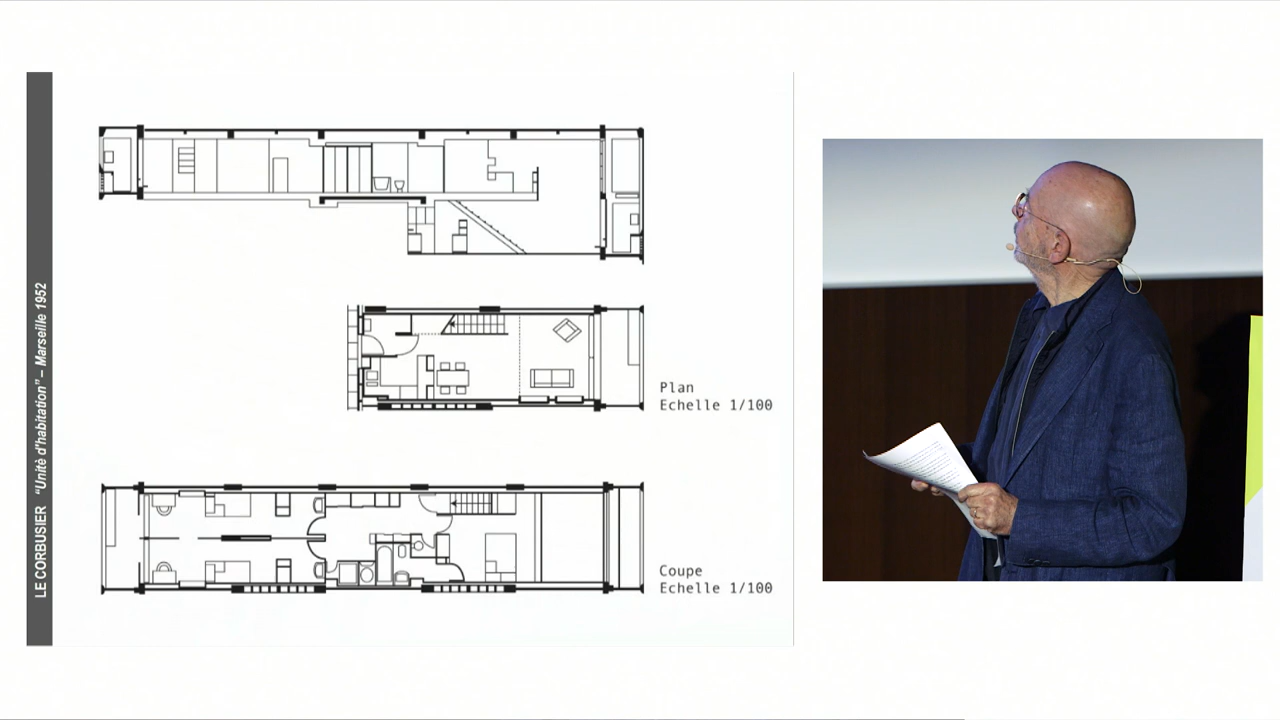 LE CORBUSIER "Unité d'habitation" – Marseille 1952
Plan
Echelle 1/100
Coupe
Echelle 1/100